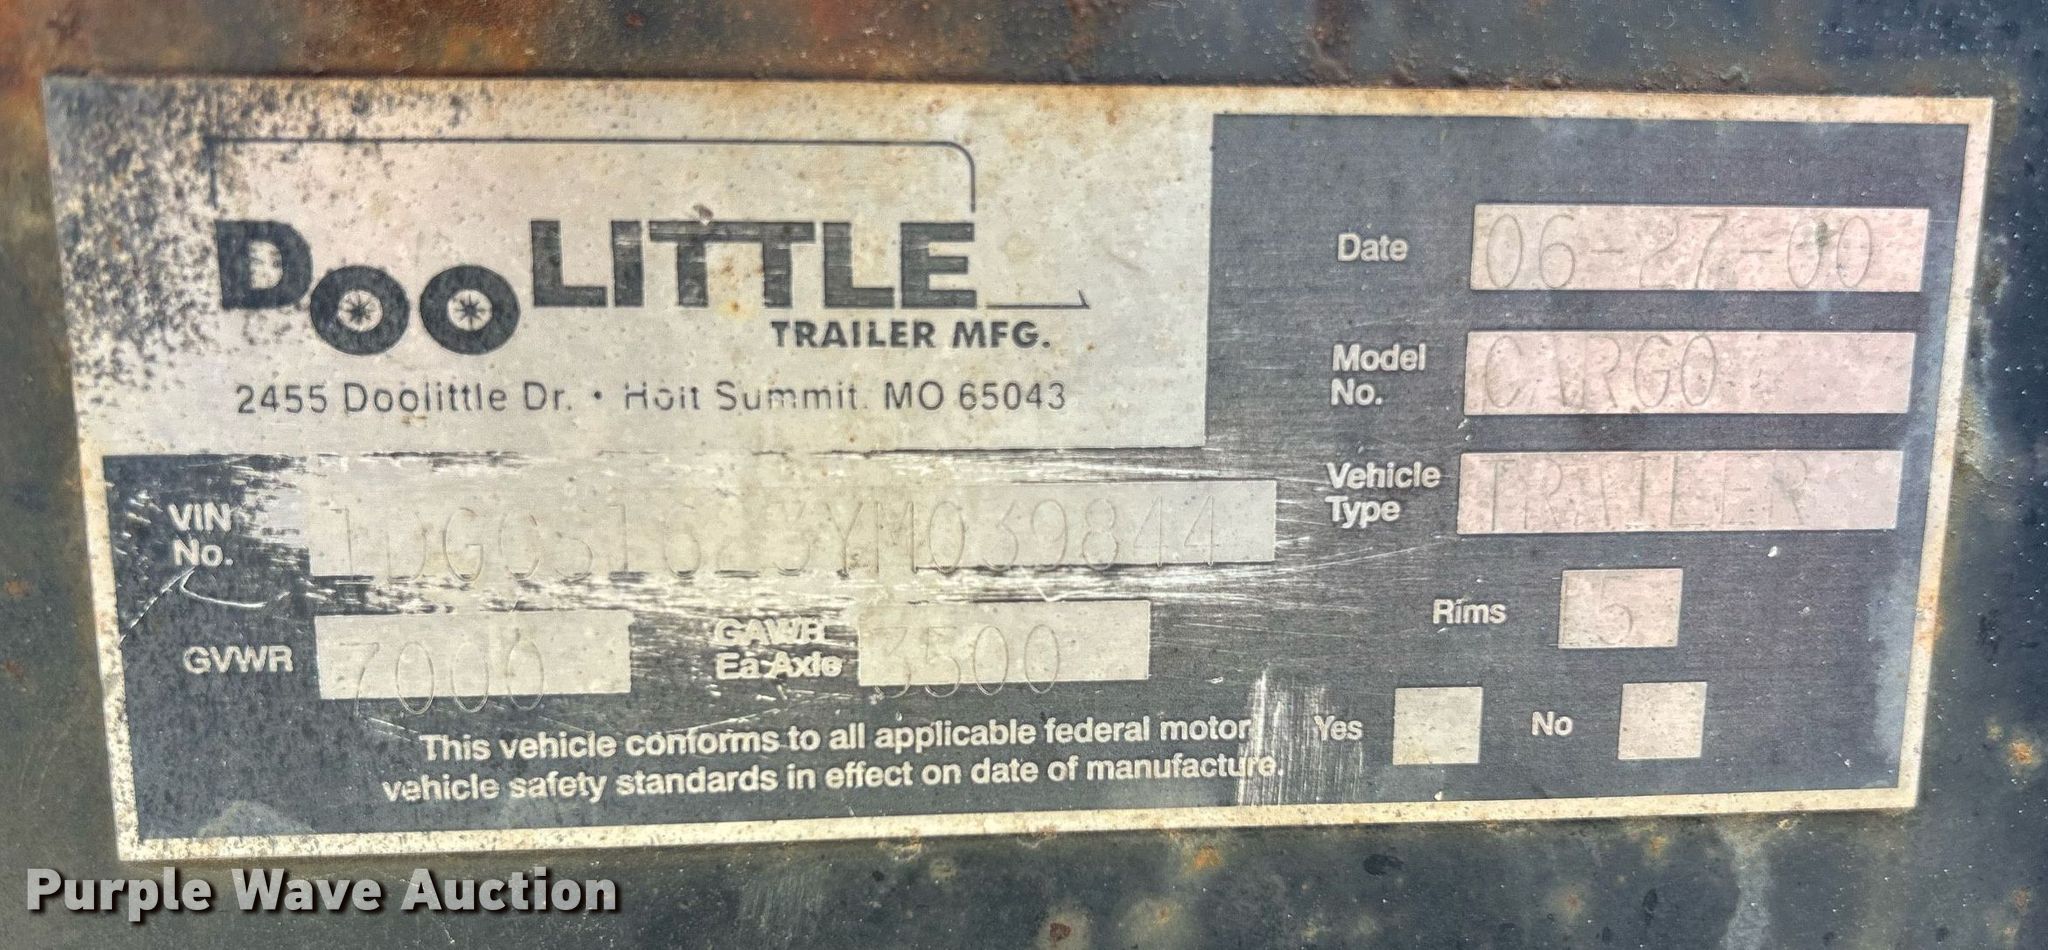 DOOLITTLE
TRAILER MFG.
2455 Doolittle Dr. • Holt Summit, MO 65043
VIN No. 1DGCS1623YM039844
GVWR 7000 GAWR Ea Axle 3500
Date 06-27-00
Model No. CARGO
Vehicle Type TRAILER
Rims 15
Yes No
This vehicle conforms to all applicable federal motor
vehicle safety standards in effect on date of manufacture.
Purple Wave Auction